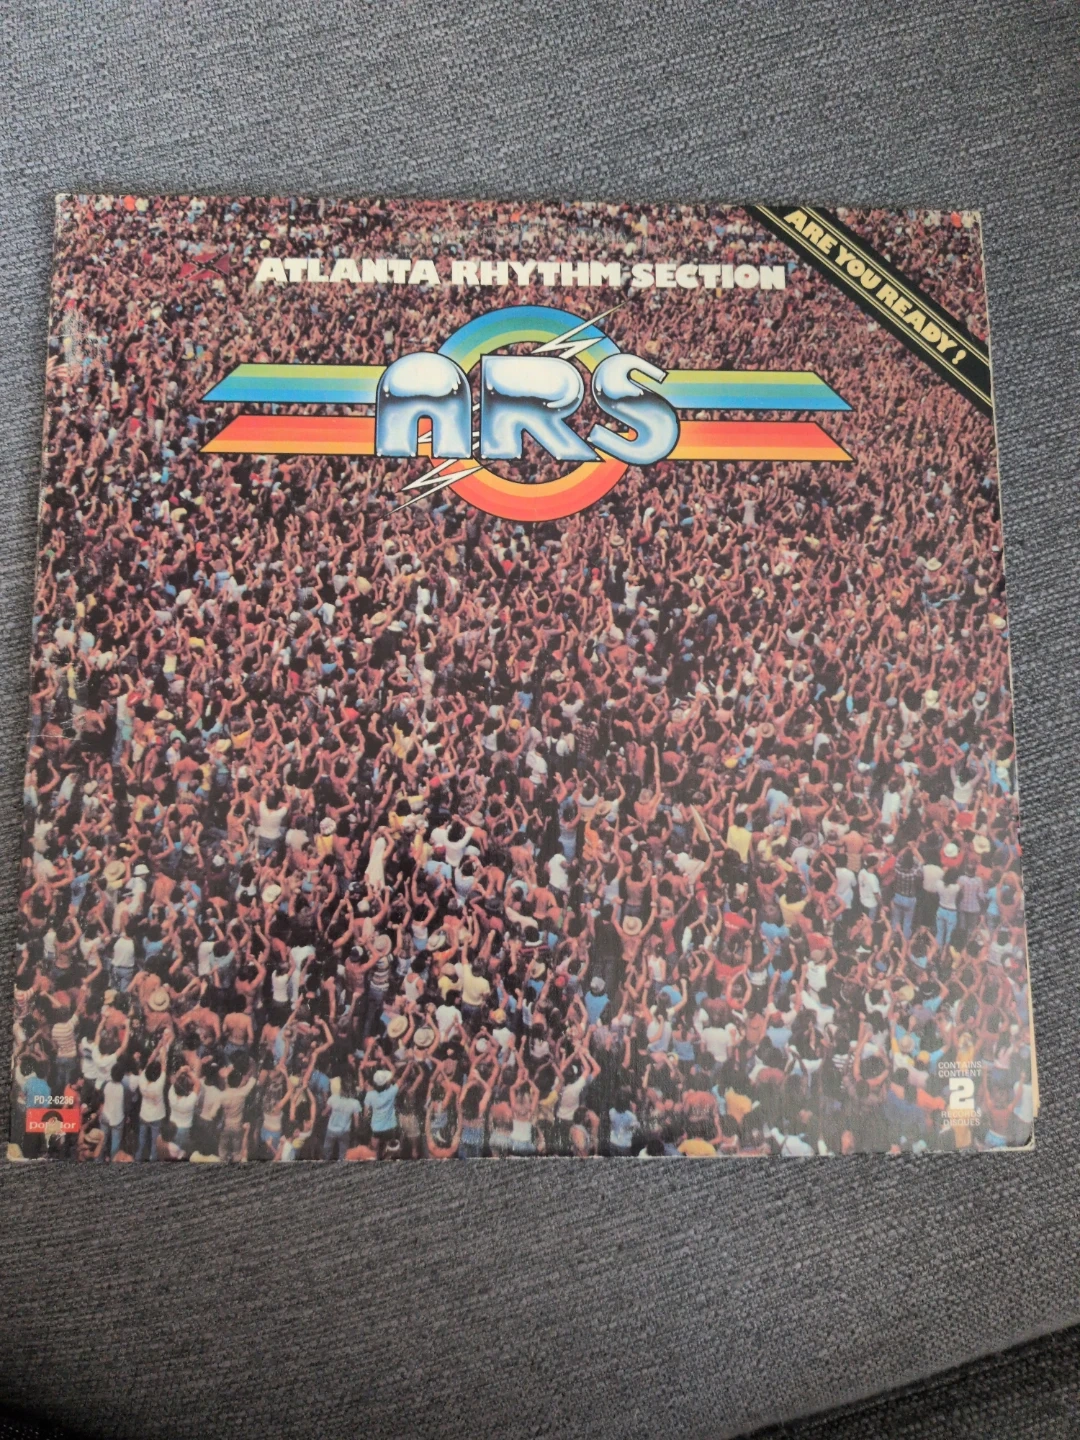 ARE YOU READY!
ATLANTA RHYTHM SECTION
ARS
PD-2-6236
polydor
CONTAINS
CONTIENT
2
RECORDS
DISQUES